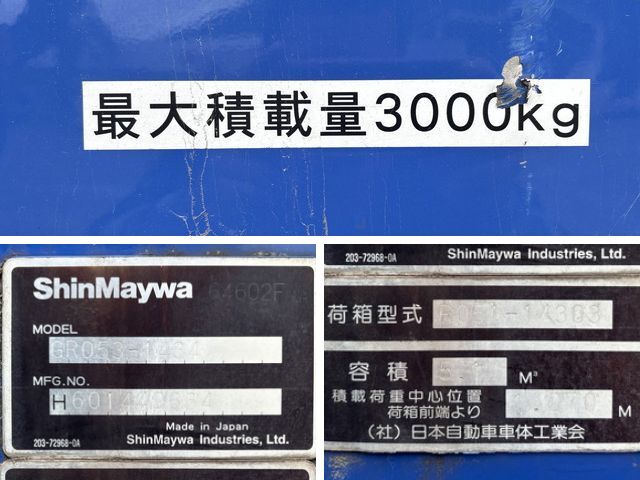 最大積載量3000kg
ShinMaywa 64602F
MODEL
MFG.NO.
H
Made in Japan
203-72968-0A ShinMaywa Industries, Ltd.
203-72968-0A ShinMaywa Industries, Ltd.
荷箱型式
容積 M³
積載荷重中心位置
荷箱前端より M
(社)日本自動車車体工業会